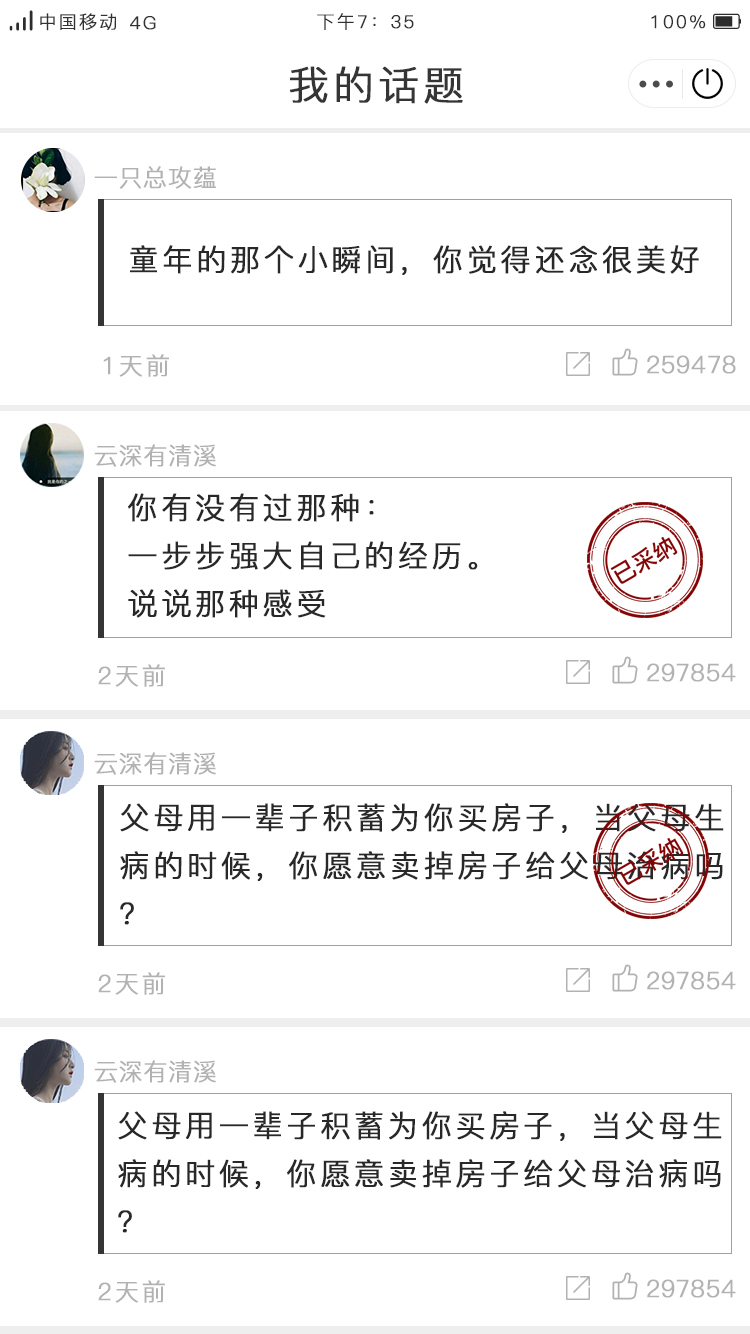 中国移动 4G 下午7：35 100%
我的话题
一只总攻蕴
童年的那个小瞬间，你觉得还念很美好
1天前 259478
云深有清溪
你有没有过那种：
一步步强大自己的经历。
说说那种感受
已采纳
2天前 297854
云深有清溪
父母用一辈子积蓄为你买房子，当父母生
病的时候，你愿意卖掉房子给父母治病吗
？
已采纳
2天前 297854
云深有清溪
父母用一辈子积蓄为你买房子，当父母生
病的时候，你愿意卖掉房子给父母治病吗
？
2天前 297854